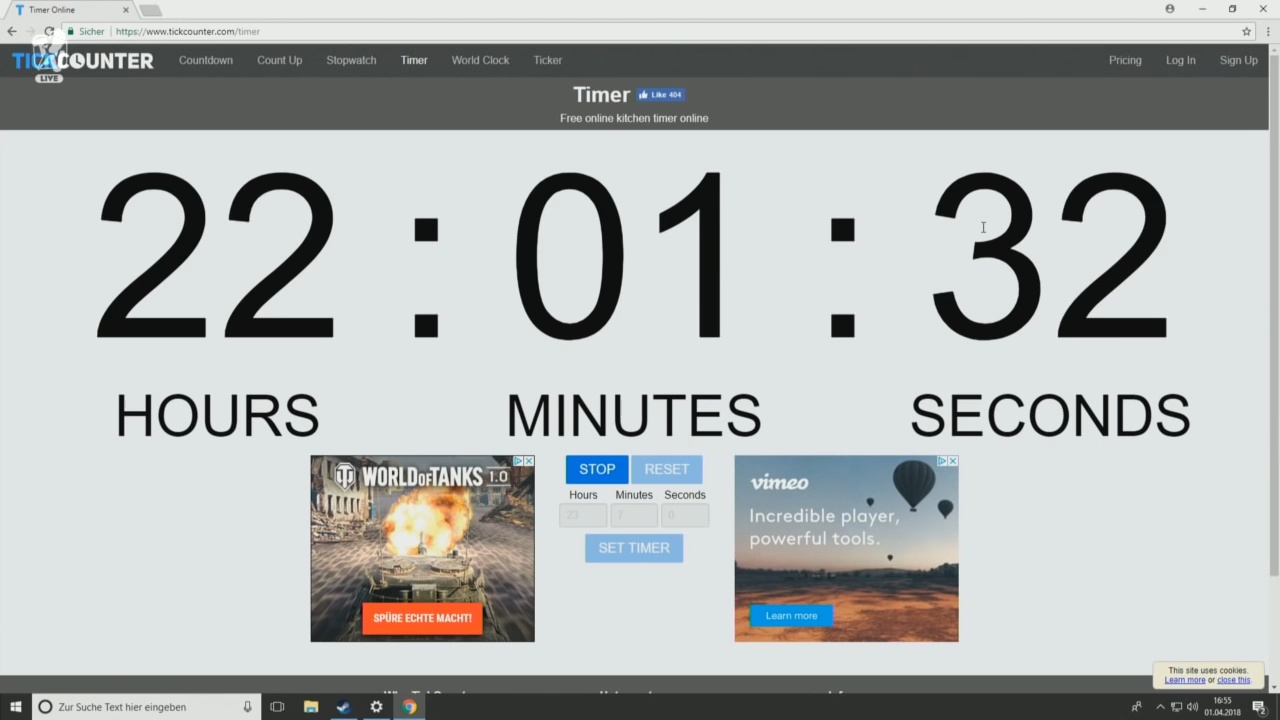 Timer Online
Sicher https://www.tickcounter.com/timer
TICKCOUNTER Countdown Count Up Stopwatch Timer World Clock Ticker Pricing Log In Sign Up
LIVE
Timer Like 404
Free online kitchen timer online
22 : 01 : 32
HOURS MINUTES SECONDS
WORLD OF TANKS 1.0
SPÜRE ECHTE MACHT!
STOP RESET
Hours Minutes Seconds
23 7 0
SET TIMER
vimeo
Incredible player,
powerful tools.
Learn more
This site uses cookies.
Learn more or close this.
Zur Suche Text hier eingeben
16:55
01.04.2018
2